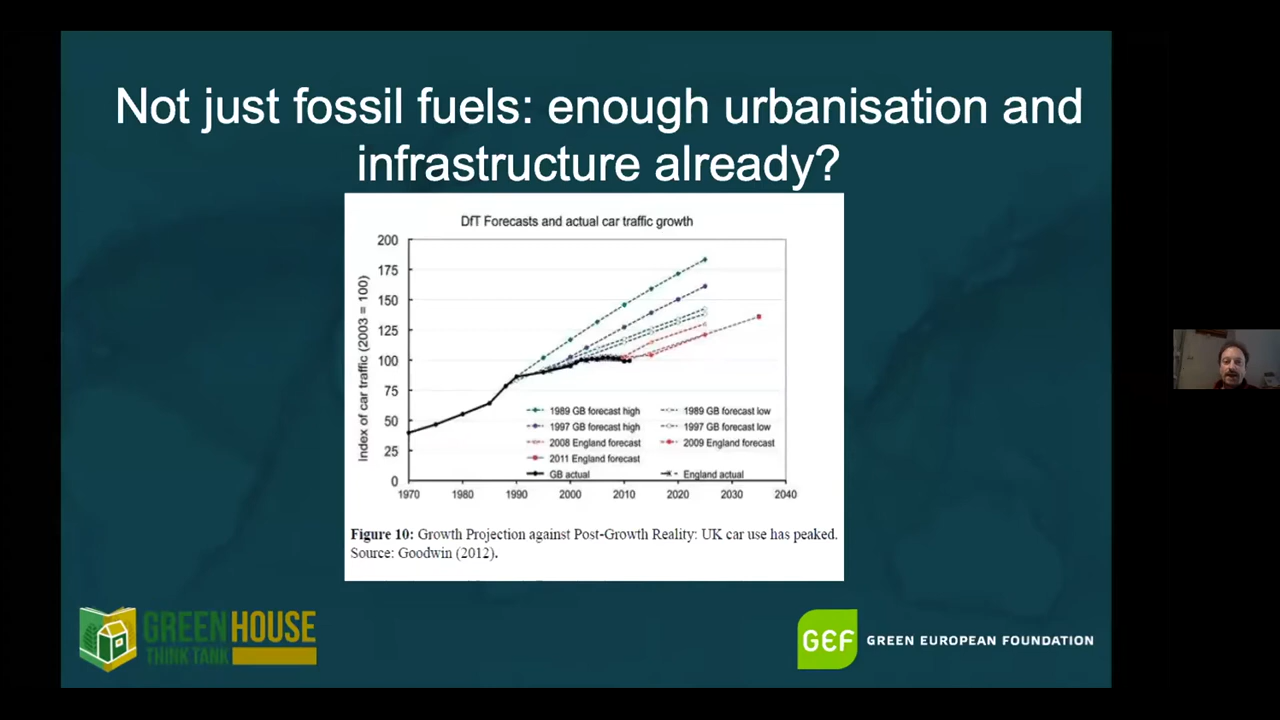 Not just fossil fuels: enough urbanisation and
infrastructure already?
DfT Forecasts and actual car traffic growth
Index of car traffic (2003 = 100)
200
175
150
125
100
75
50
25
0
1970 1980 1990 2000 2010 2020 2030 2040
1989 GB forecast high 1989 GB forecast low
1997 GB forecast high 1997 GB forecast low
2008 England forecast 2009 England forecast
2011 England forecast
GB actual England actual
Figure 10: Growth Projection against Post-Growth Reality: UK car use has peaked.
Source: Goodwin (2012).
GREEN HOUSE
THINK TANK
GEF GREEN EUROPEAN FOUNDATION